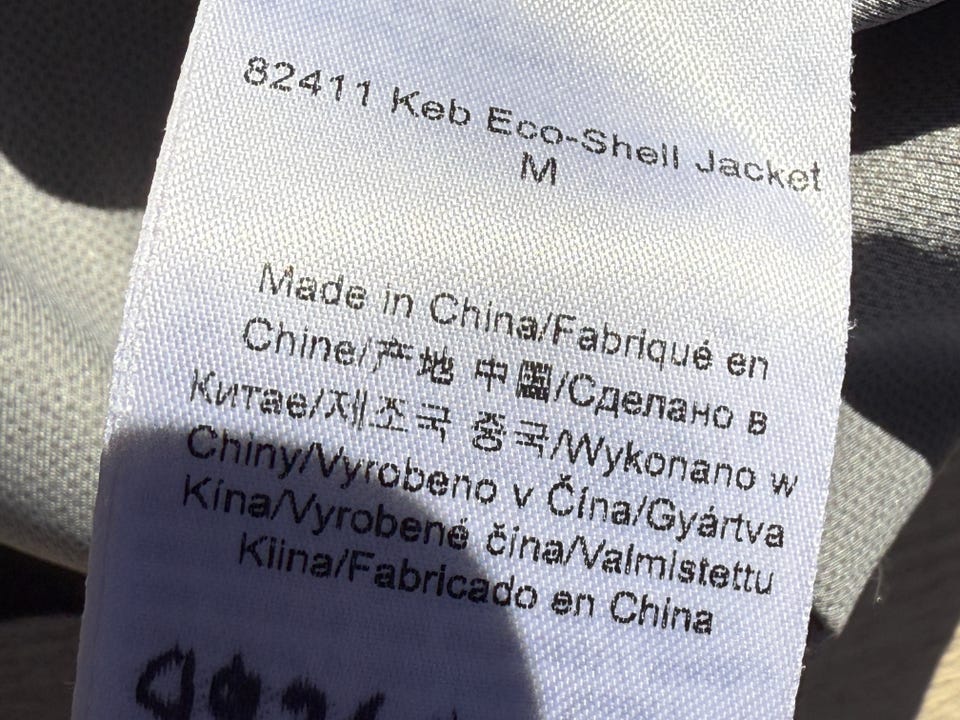 82411 Keb Eco-Shell Jacket
M
Made in China/Fabriqué en
Chine/产地 中国/Сделано в
Китае/제조국 중국/Wykonano w
Chiny/Vyrobeno v Čína/Gyártva
Kína/Vyrobené čína/Valmistettu
Kiina/Fabricado en China